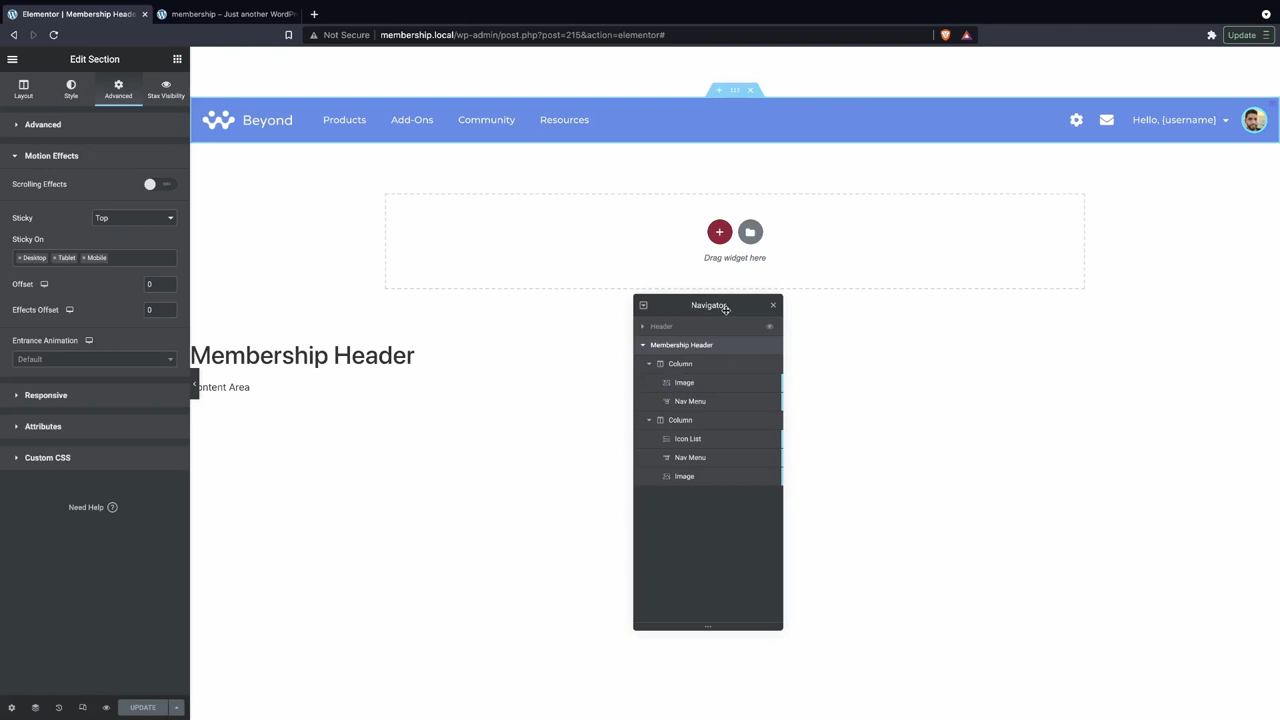 Elementor | Membership Heade
membership – Just another WordPr
Not Secure
membership.local/wp-admin/post.php?post=215&action=elementor#
Update
Edit Section
Layout
Style
Advanced
Stax Visibility
Advanced
Motion Effects
Scrolling Effects
Sticky
Top
Sticky On
× Desktop × Tablet × Mobile
Offset
0
Effects Offset
0
Entrance Animation
Default
Responsive
Attributes
Custom CSS
Need Help
UPDATE
Beyond
Products
Add-Ons
Community
Resources
Hello, {username}
Drag widget here
Membership Header
ontent Area
Navigator
Header
Membership Header
Column
Image
Nav Menu
Column
Icon List
Nav Menu
Image